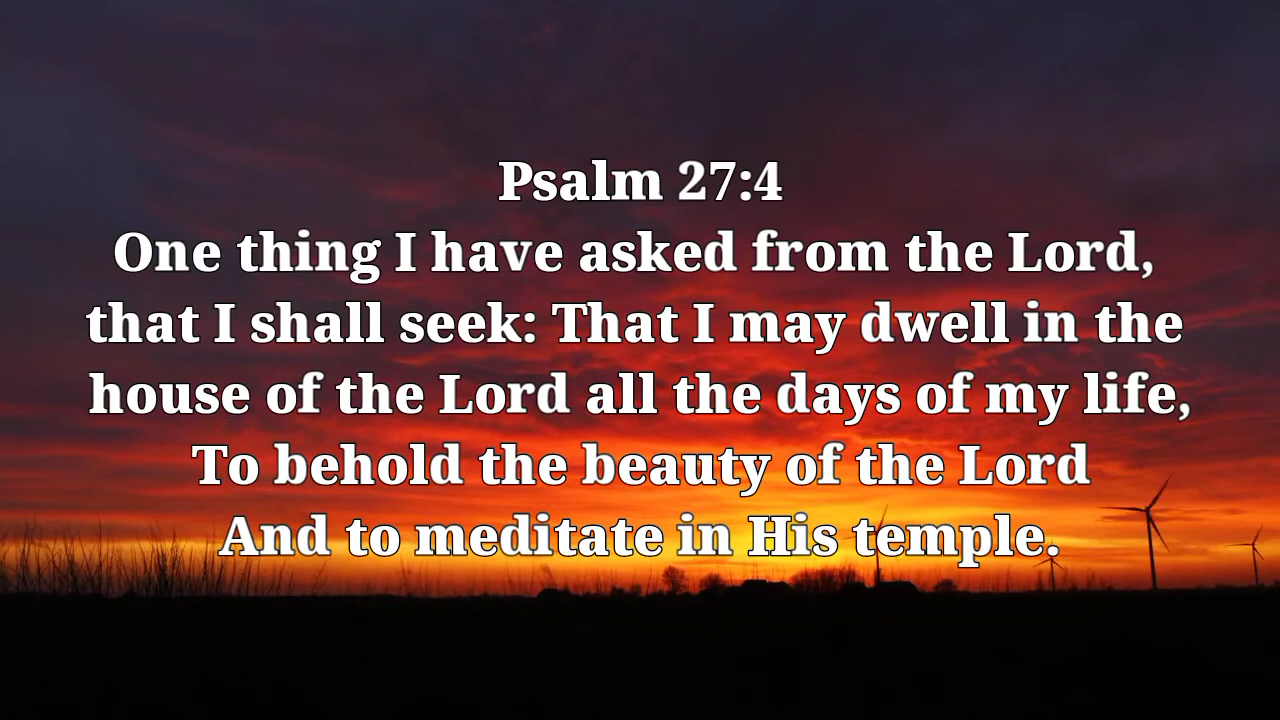 Psalm 27:4
One thing I have asked from the Lord,
that I shall seek: That I may dwell in the
house of the Lord all the days of my life,
To behold the beauty of the Lord
And to meditate in His temple.